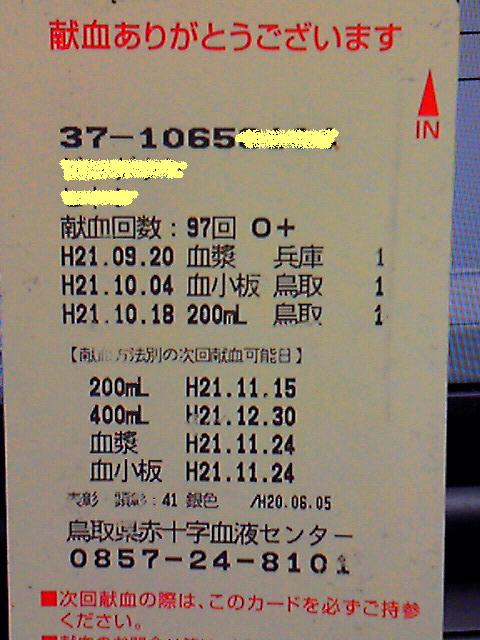 献血ありがとうございます
IN
37-1065
献血回数：97回 O+
H21.09.20 血漿 兵庫 1
H21.10.04 血小板 鳥取 1
H21.10.18 200mL 鳥取 1
【献血方法別の次回献血可能日】
200mL H21.11.15
400mL H21.12.30
血漿 H21.11.24
血小板 H21.11.24
表彰・顕彰：41 銀色 /H20.06.05
鳥取県赤十字血液センター
0857-24-8101
■次回献血の際は、このカードを必ずご持参
ください。